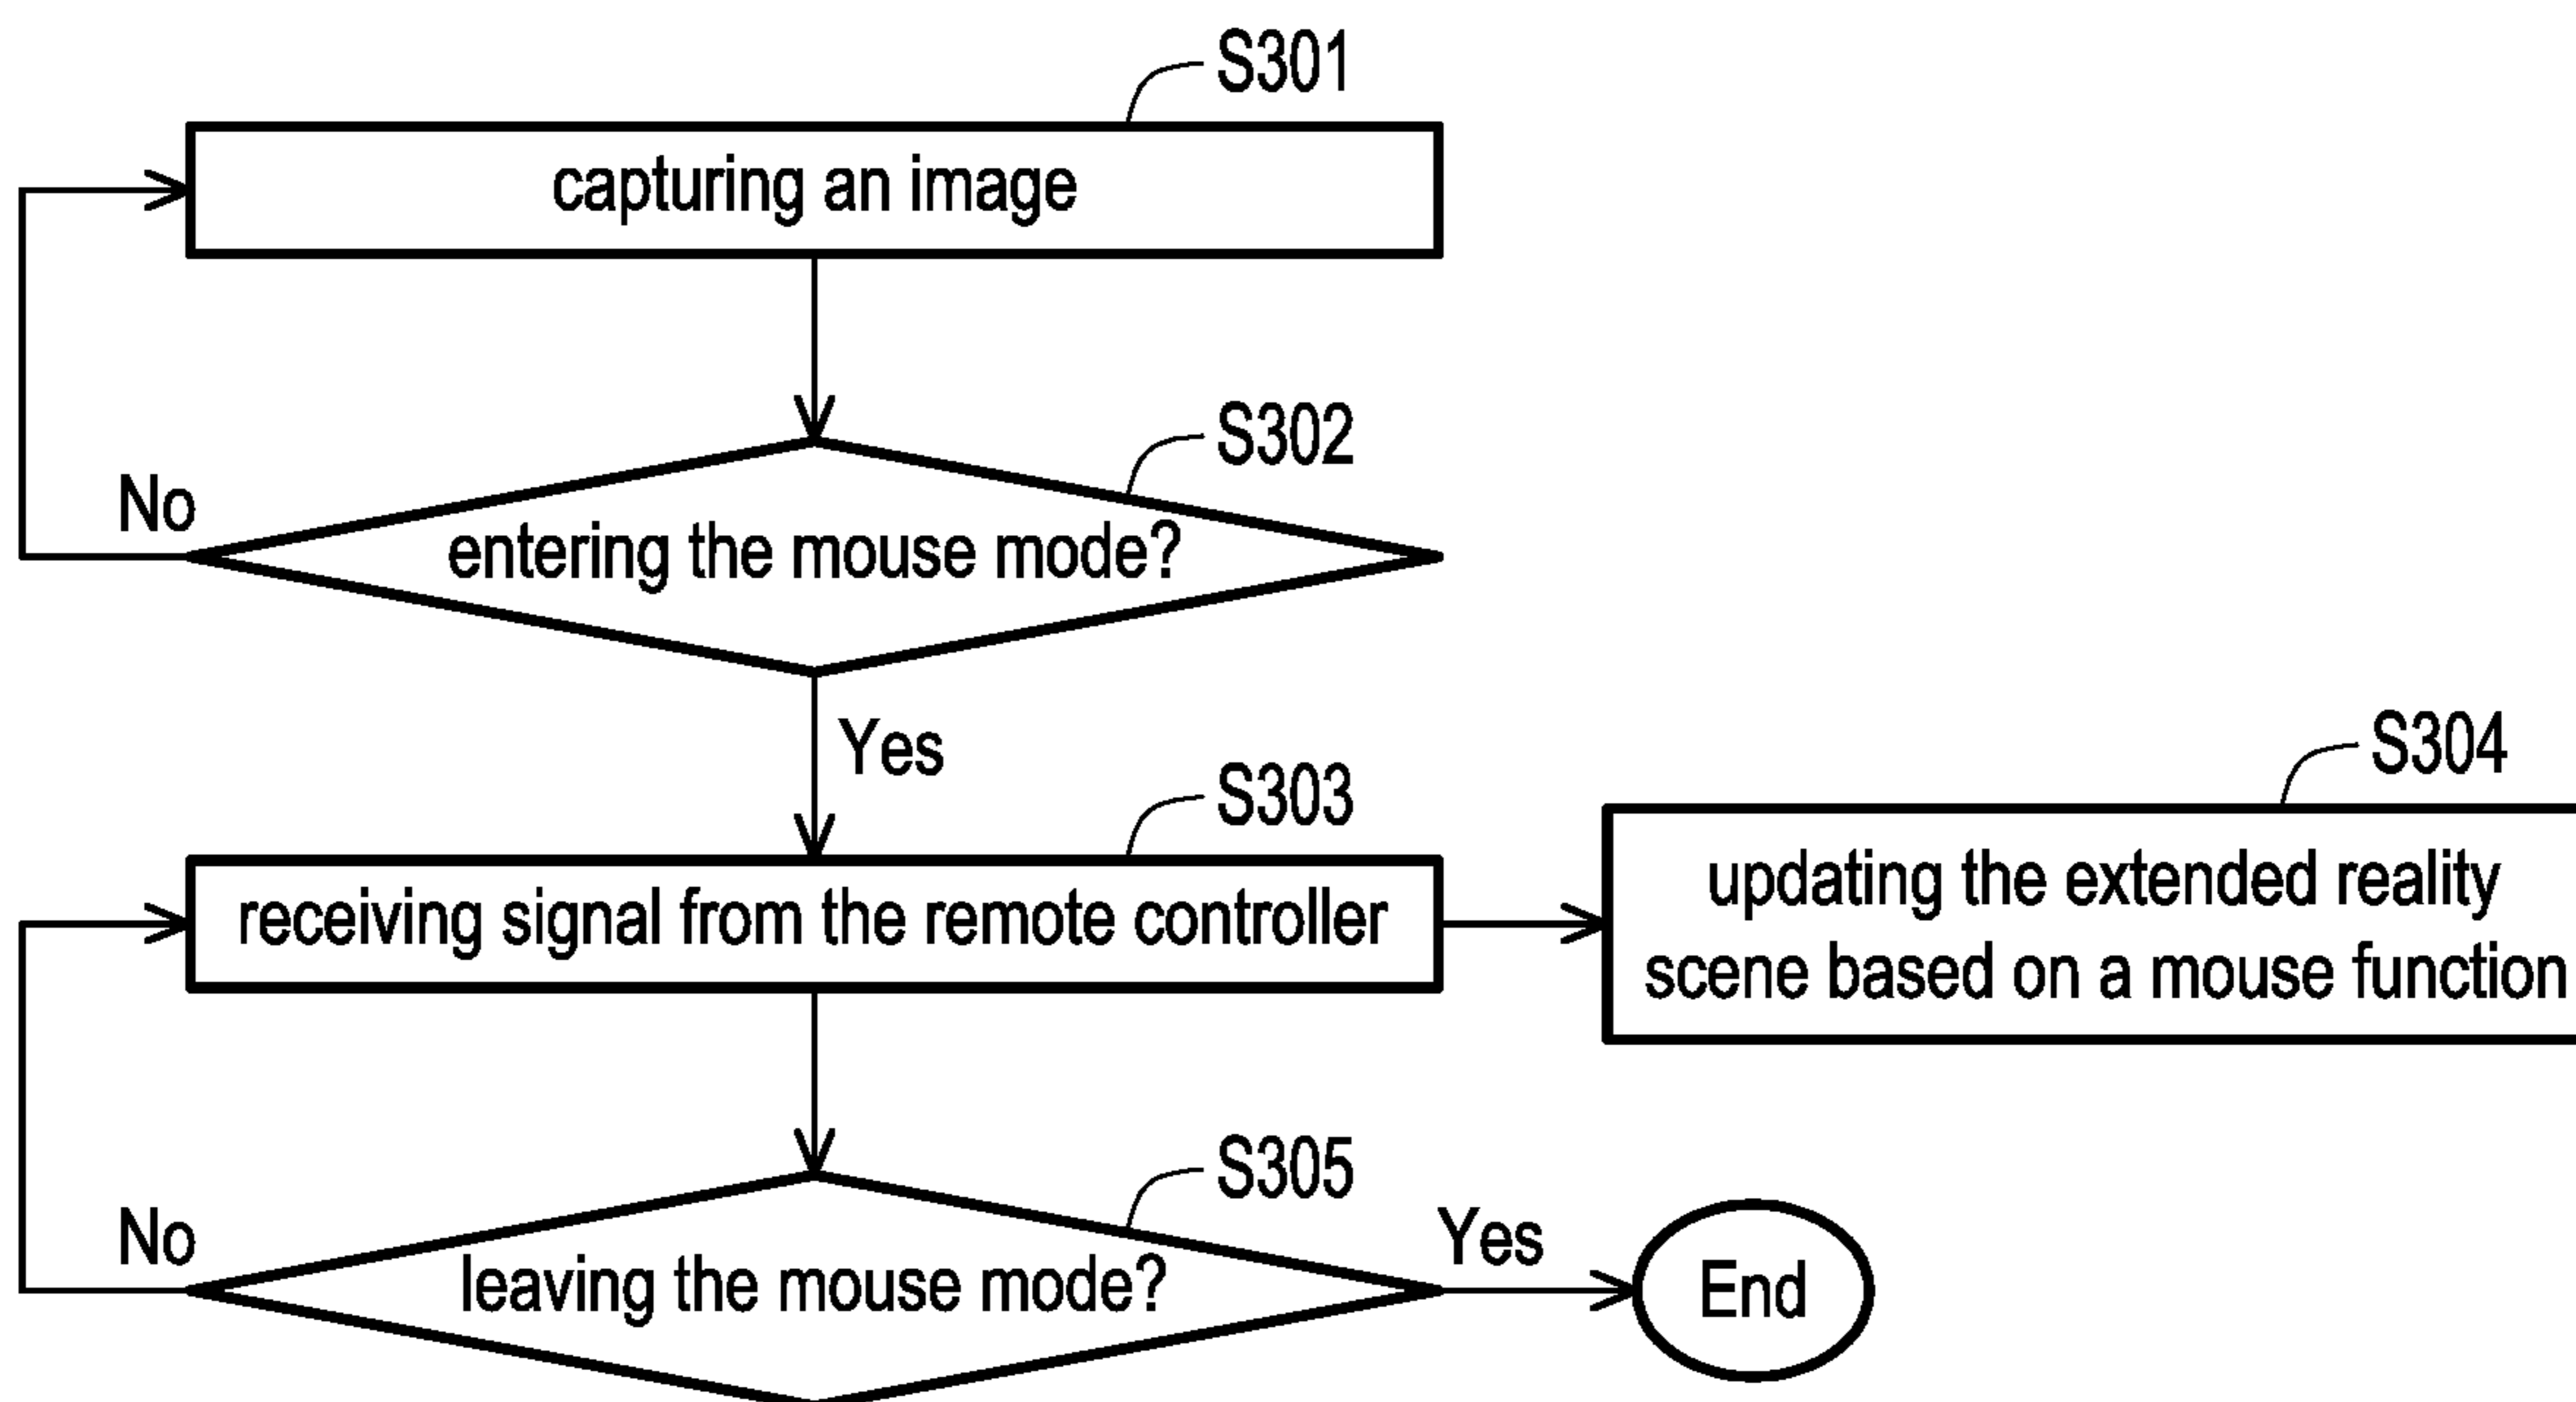 S301
capturing an image
S302
No
entering the mouse mode?
Yes
S303
S304
receiving signal from the remote controller
updating the extended reality
scene based on a mouse function
S305
No
leaving the mouse mode?
Yes
End